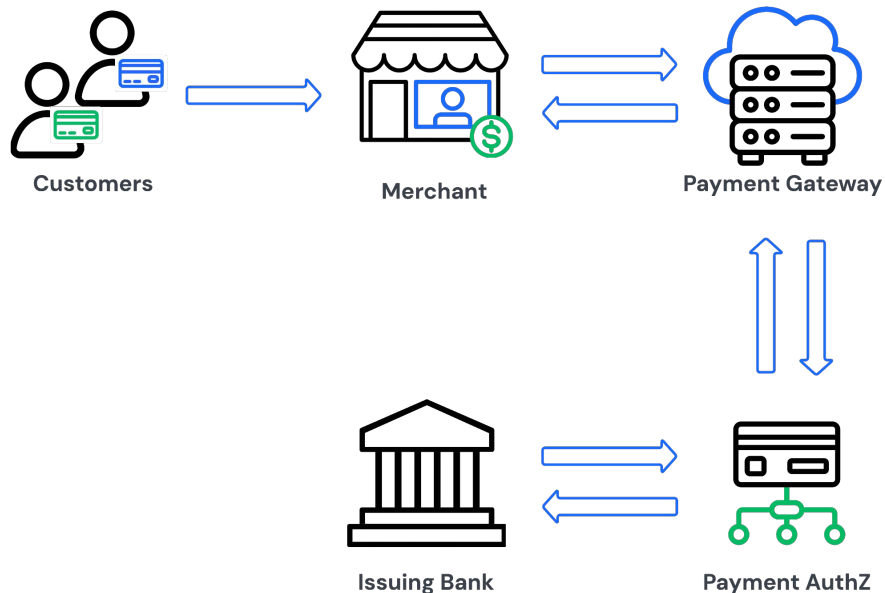 Customers
Merchant
Payment Gateway
$
Issuing Bank
Payment AuthZ